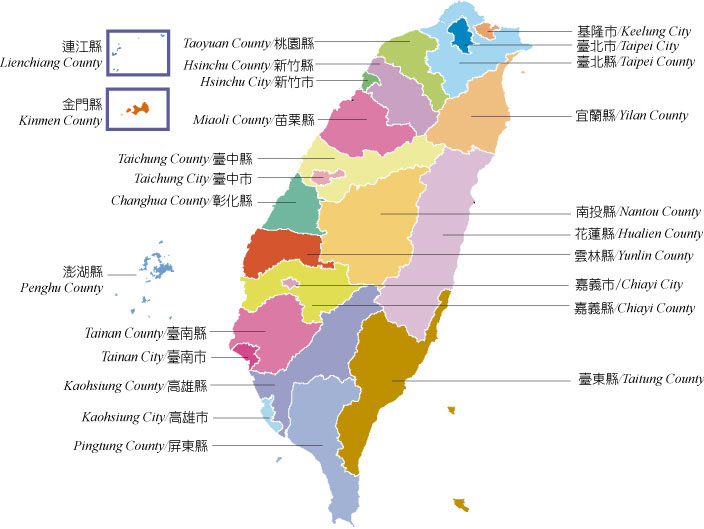 連江縣
Lienchiang County
金門縣
Kinmen County
澎湖縣
Penghu County
Taoyuan County/桃園縣
Hsinchu County/新竹縣
Hsinchu City/新竹市
Miaoli County/苗栗縣
Taichung County/臺中縣
Taichung City/臺中市
Changhua County/彰化縣
Tainan County/臺南縣
Tainan City/臺南市
Kaohsiung County/高雄縣
Kaohsiung City/高雄市
Pingtung County/屏東縣
基隆市/Keelung City
臺北市/Taipei City
臺北縣/Taipei County
宜蘭縣/Yilan County
南投縣/Nantou County
花蓮縣/Hualien County
雲林縣/Yunlin County
嘉義市/Chiayi City
嘉義縣/Chiayi County
臺東縣/Taitung County